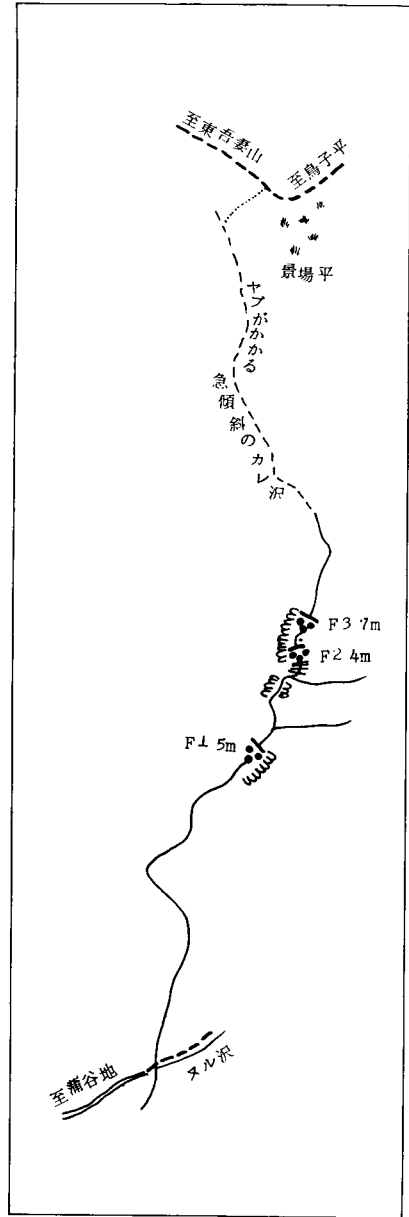 至東吾妻山
至鳥子平
景場平
ヤブがかかる
急傾斜のカレ沢
F3 7m
F2 4m
F1 5m
至蒲谷地
ヌル沢